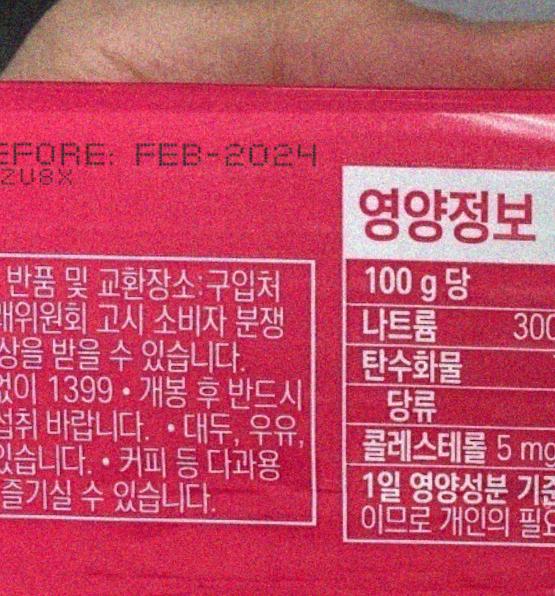 EFORE: FEB-2024
ZU8X
반품 및 교환장소:구입처
래위원회 고시 소비자 분쟁
상을 받을 수 있습니다.
없이 1399 • 개봉 후 반드시
섭취 바랍니다. • 대두, 우유,
있습니다. • 커피 등 다과용
즐기실 수 있습니다.
영양정보
100 g 당
나트륨 300
탄수화물
당류
콜레스테롤 5 mg
1일 영양성분 기준
이므로 개인의 필요